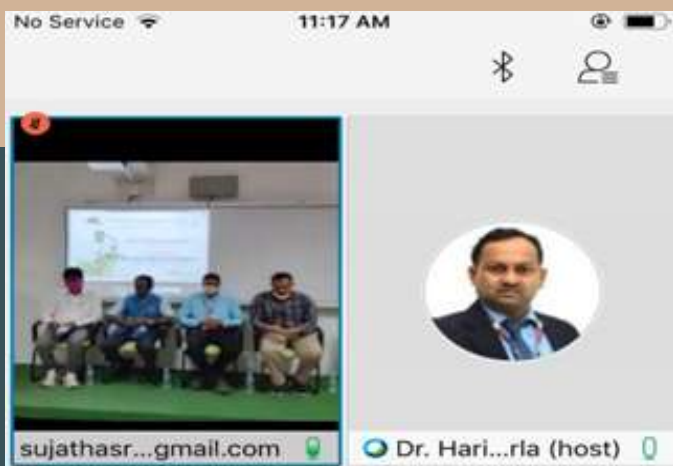 No Service 11:17 AM
sujathasr...gmail.com
Dr. Hari...rla (host)